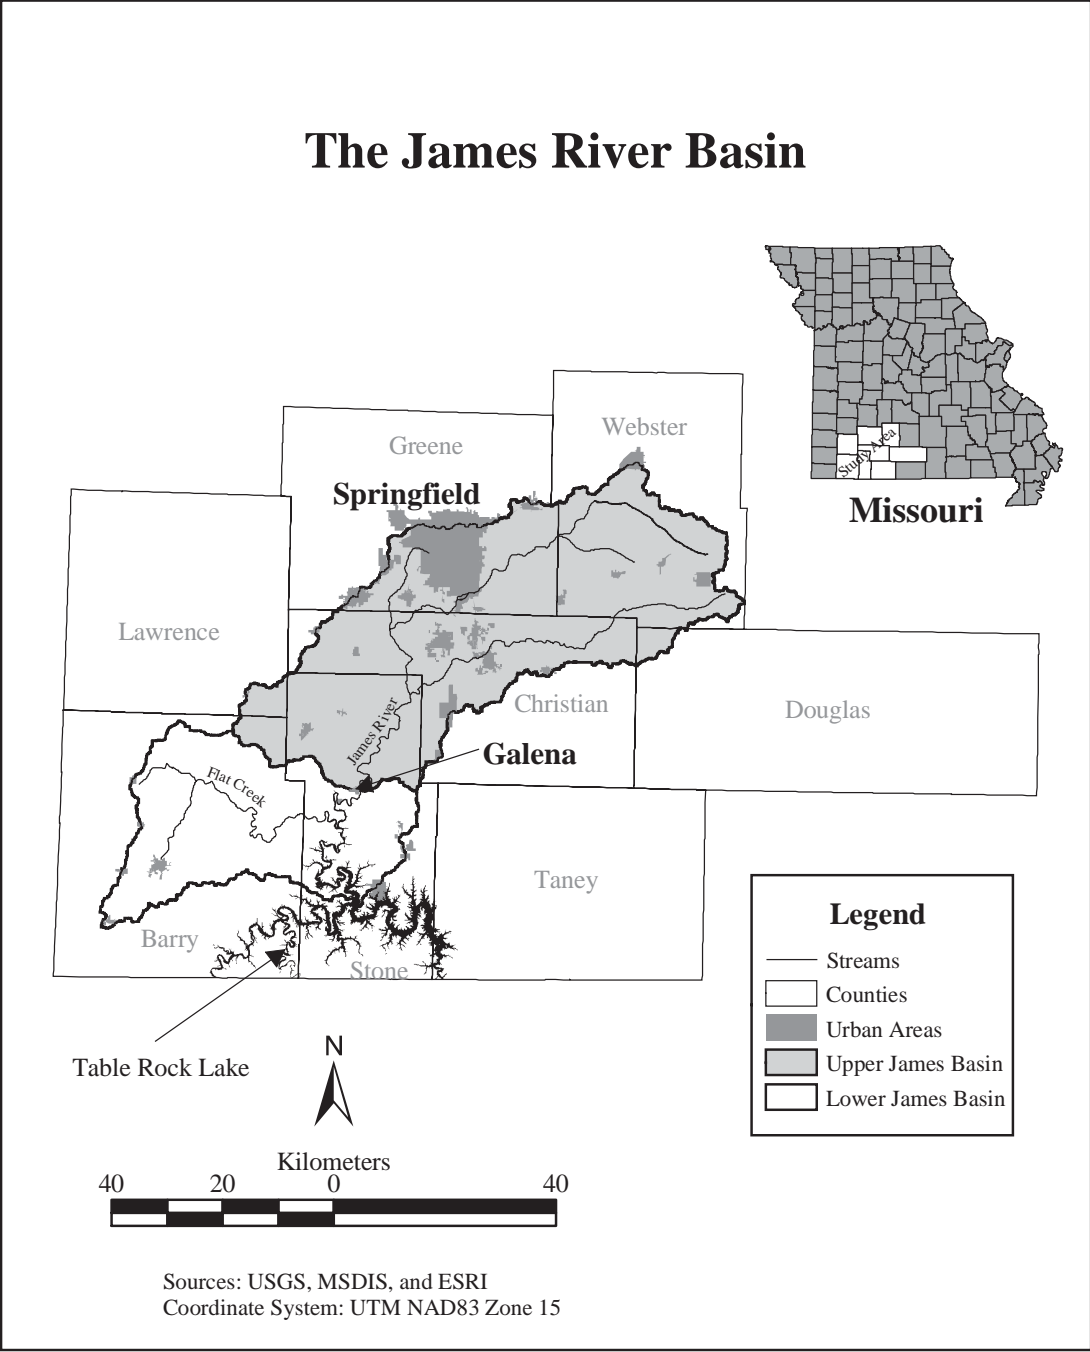 The James River Basin
Study Area
Missouri
Webster
Greene
Springfield
Lawrence
Christian
Douglas
James River
Galena
Flat Creek
Taney
Barry
Stone
Table Rock Lake
Legend
Streams
Counties
Urban Areas
Upper James Basin
Lower James Basin
N
Kilometers
40 20 0 40
Sources: USGS, MSDIS, and ESRI
Coordinate System: UTM NAD83 Zone 15